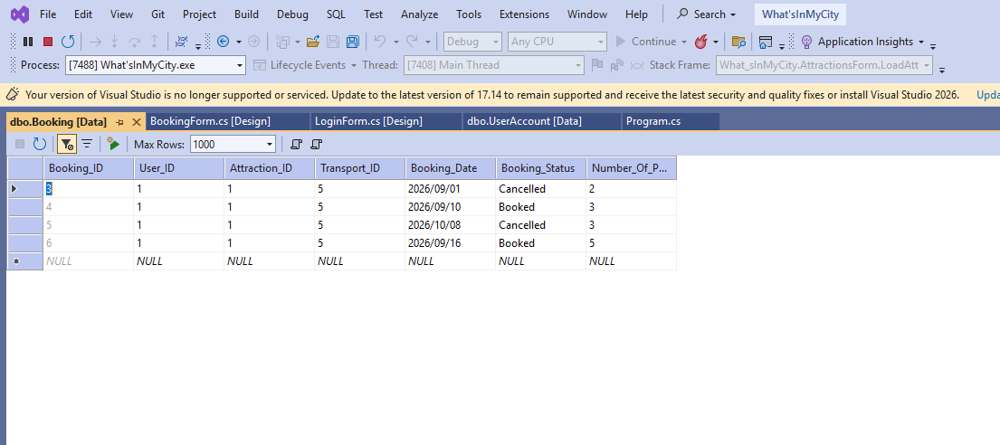 File Edit View Git Project Build Debug SQL Test Analyze Tools Extensions Window Help Search What'sInMyCity
Debug Any CPU Continue Application Insights
Process: [7488] What'sInMyCity.exe Lifecycle Events Thread: [7408] Main Thread Stack Frame: What_sInMyCity.AttractionsForm.LoadAtt
Your version of Visual Studio is no longer supported or serviced. Update to the latest version of 17.14 to remain supported and receive the latest security and quality fixes or install Visual Studio 2026. Upda
dbo.Booking [Data] BookingForm.cs [Design] LoginForm.cs [Design] dbo.UserAccount [Data] Program.cs
Max Rows: 1000
Booking_ID User_ID Attraction_ID Transport_ID Booking_Date Booking_Status Number_Of_P...
3 1 1 5 2026/09/01 Cancelled 2
4 1 1 5 2026/09/10 Booked 3
5 1 1 5 2026/10/08 Cancelled 3
6 1 1 5 2026/09/16 Booked 5
NULL NULL NULL NULL NULL NULL NULL